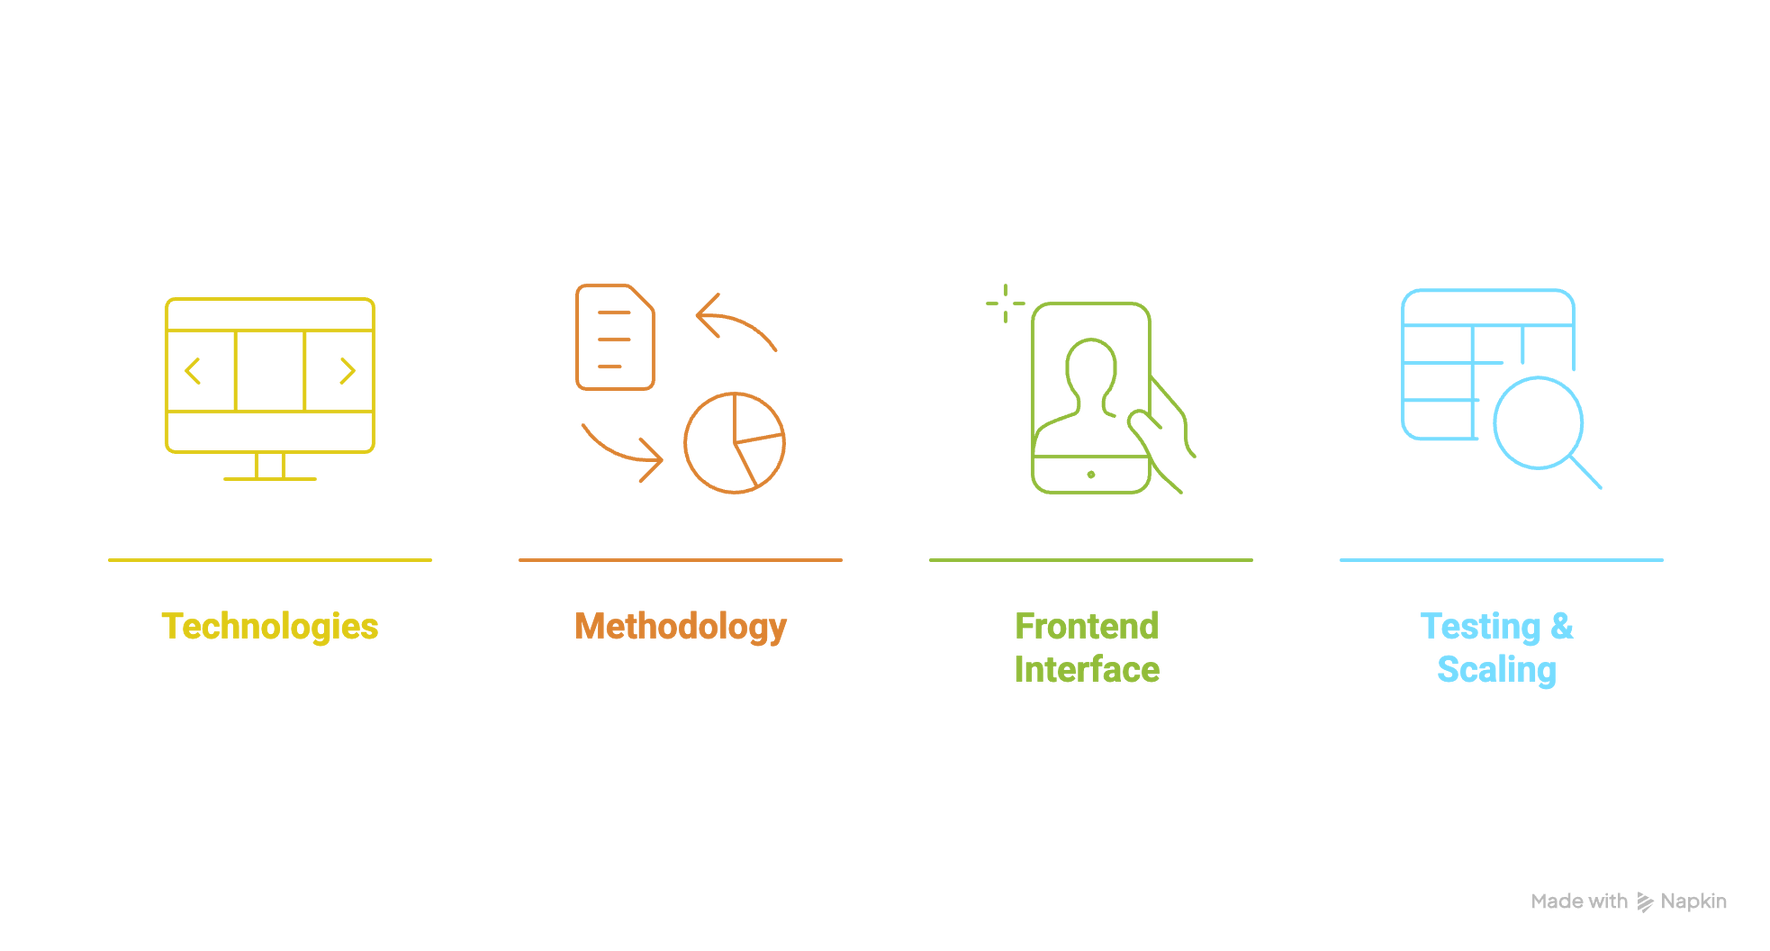 Technologies
Methodology
Frontend
Interface
Testing &
Scaling
Made with Napkin